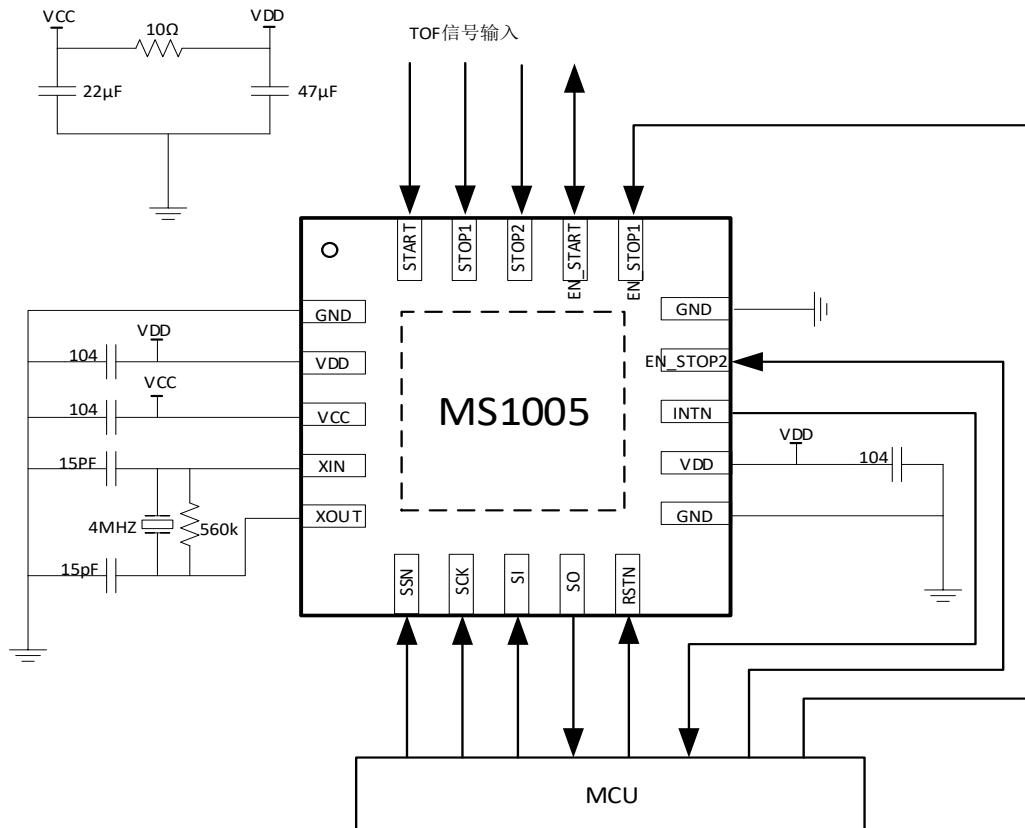 VCC
VDD
10Ω
22μF
47μF
TOF信号输入
START
STOP1
STOP2
EN_START
EN_STOP1
GND
VDD
VCC
XIN
XOUT
VDD
104
VCC
104
15PF
4MHZ
560k
15pF
MS1005
GND
EN_STOP2
INTN
VDD
GND
VDD
104
SSN
SCK
SI
SO
RSTN
MCU